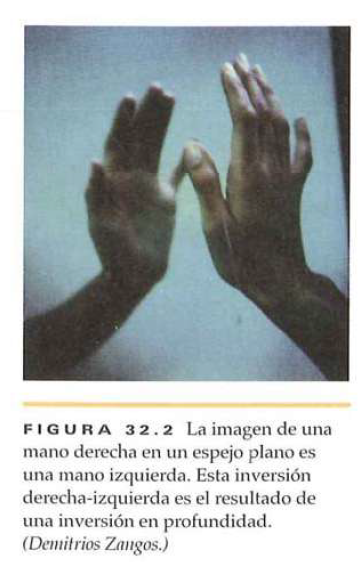 FIGURA 32.2 La imagen de una
mano derecha en un espejo plano es
una mano izquierda. Esta inversión
derecha-izquierda es el resultado de
una inversión en profundidad.
(Demitrios Zangos.)